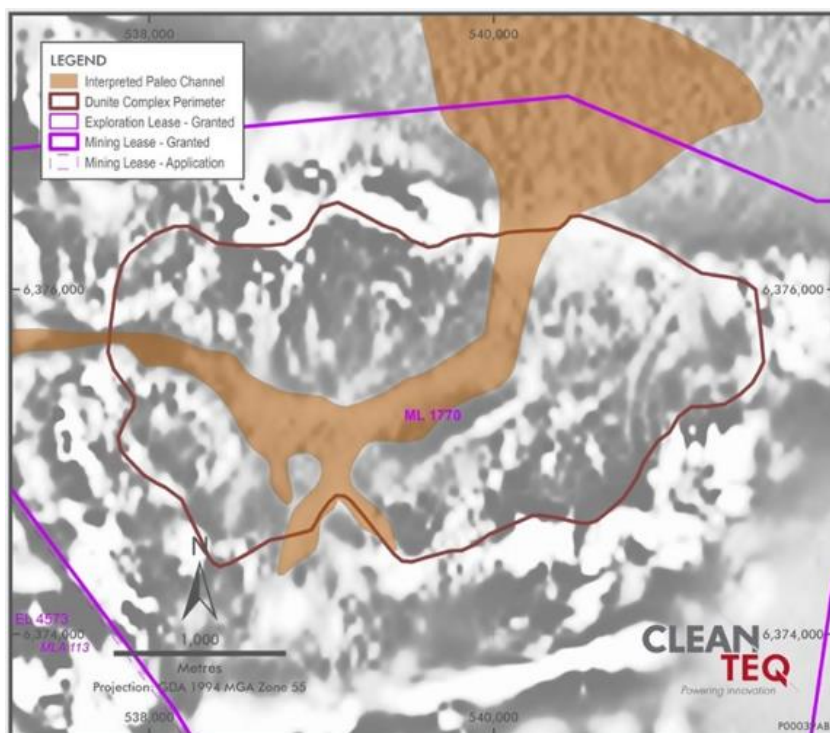 538,000
540,000
LEGEND
Interpreted Paleo Channel
Dunite Complex Perimeter
Exploration Lease - Granted
Mining Lease - Granted
Mining Lease - Application
6,376,000
6,376,000
ML 1770
N
EL 4573
MLA 113
6,374,000
6,374,000
1,000
Metres
Projection: GDA 1994 MGA Zone 55
CLEAN
TEQ
Powering innovation
538,000
540,000